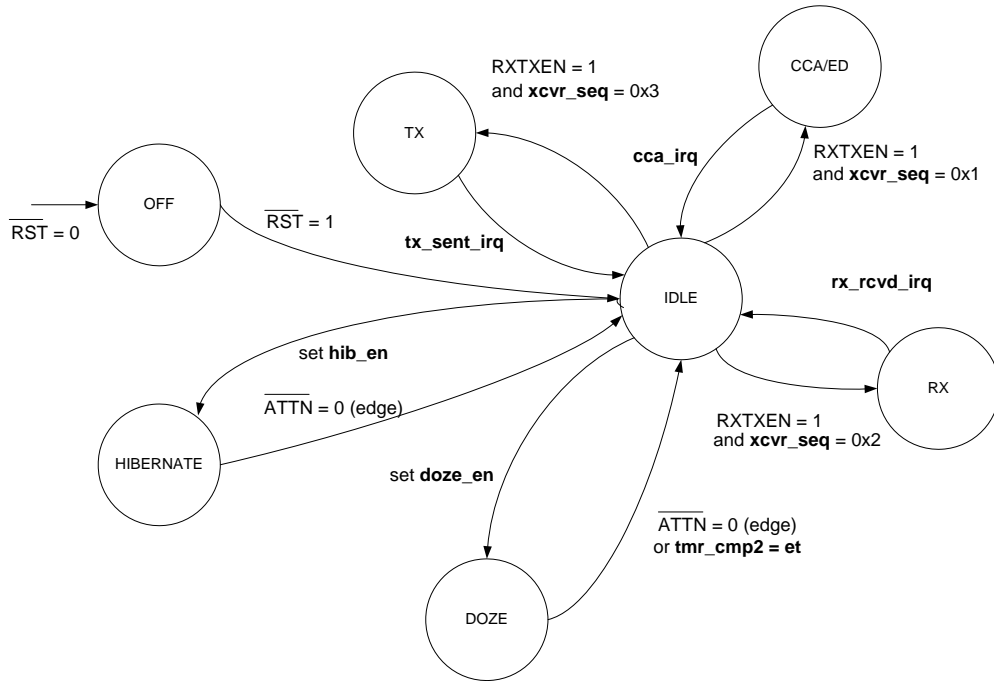 CCA/ED
RXTXEN = 1
and xcvr_seq = 0x3
TX
cca_irq
RXTXEN = 1
and xcvr_seq = 0x1
OFF
RST = 0
RST = 1
tx_sent_irq
IDLE
rx_rcvd_irq
set hib_en
RX
ATTN = 0 (edge)
RXTXEN = 1
and xcvr_seq = 0x2
HIBERNATE
set doze_en
ATTN = 0 (edge)
or tmr_cmp2 = et
DOZE